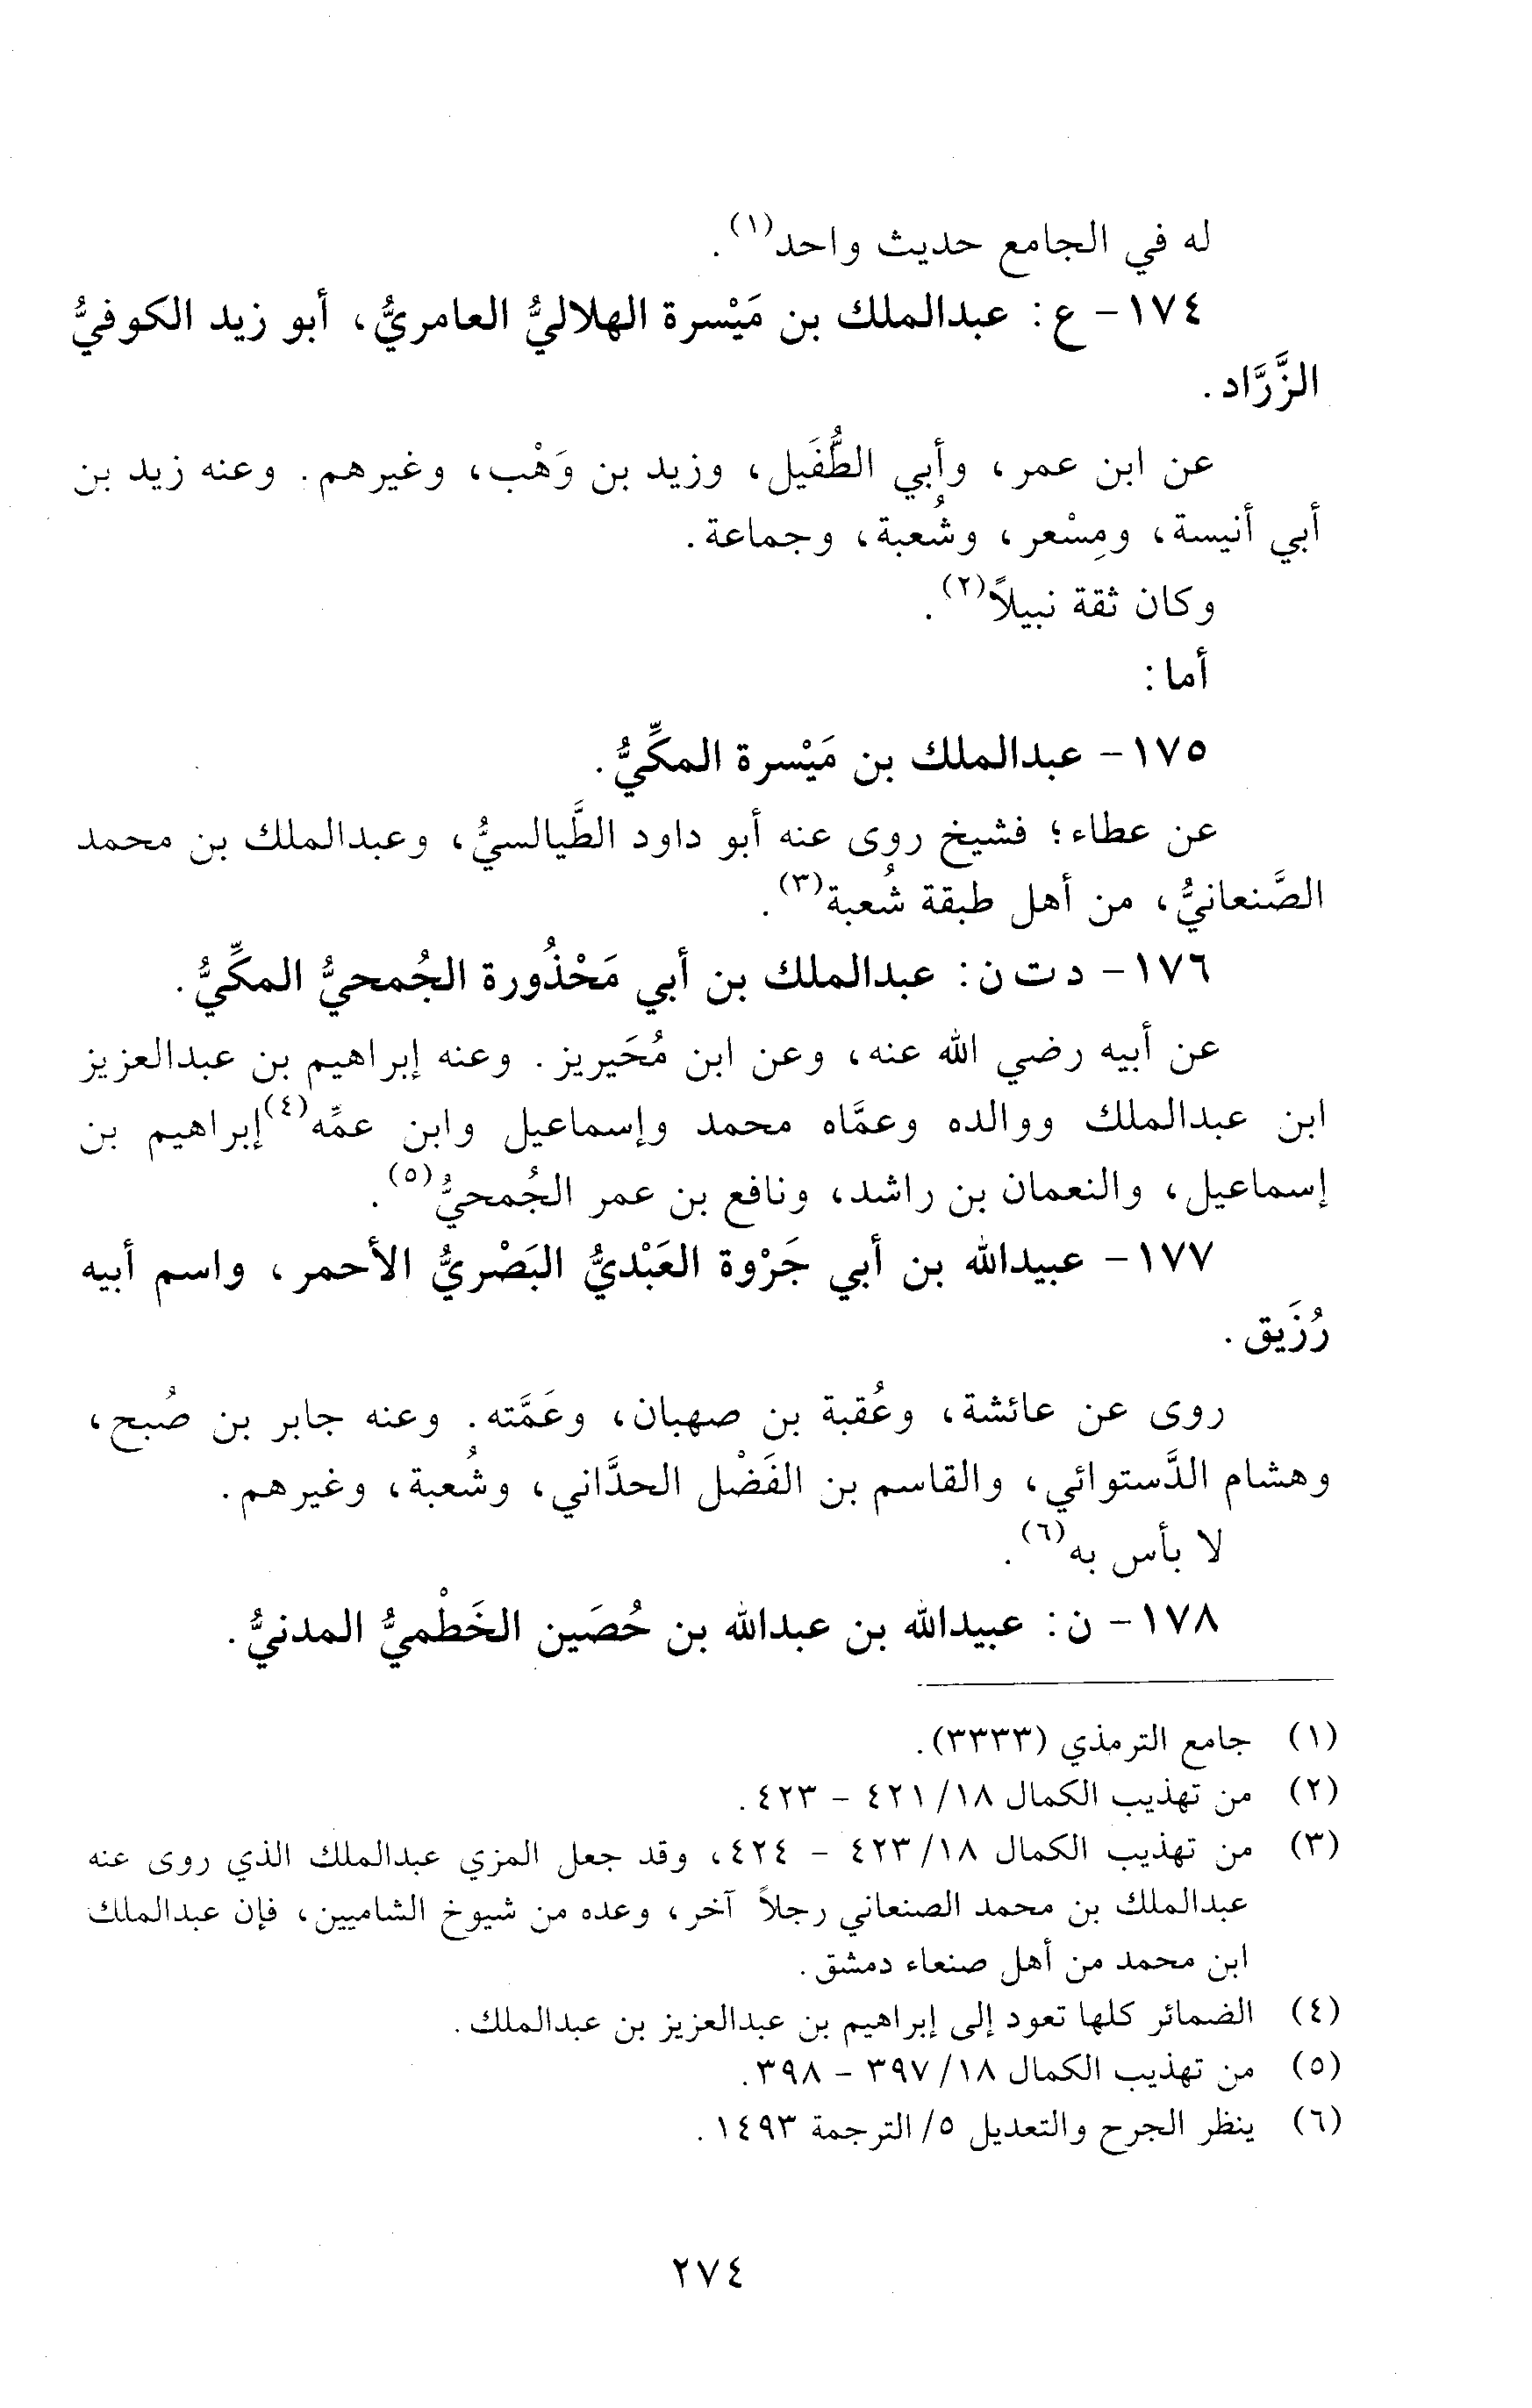 له في الجامع حديث واحد(١).
١٧٤- ع: عبدالملك بن مَيْسرة الهلاليُّ العامريُّ، أبو زيد الكوفيُّ
الزَّرَّاد.
عن ابن عمر، وأبي الطُّفَيل، وزيد بن وَهْب، وغيرهم. وعنه زيد بن
أبي أنيسة، ومِسْعر، وشُعبة، وجماعة.
وكان ثقة نبيلاً(٢).
أما:
١٧٥- عبدالملك بن مَيْسرة المكِّيُّ.
عن عطاء؛ فشيخ روى عنه أبو داود الطَّيالسيُّ، وعبدالملك بن محمد
الصَّنعانيُّ، من أهل طبقة شُعبة(٣).
١٧٦- د ت ن: عبدالملك بن أبي مَحْذُورة الجُمحيُّ المكِّيُّ.
عن أبيه رضي الله عنه، وعن ابن مُحَيريز. وعنه إبراهيم بن عبدالعزيز
ابن عبدالملك ووالده وعمَّاه محمد وإسماعيل وابن عمِّه(٤) إبراهيم بن
إسماعيل، والنعمان بن راشد، ونافع بن عمر الجُمحيُّ(٥).
١٧٧- عبيدالله بن أبي جَرْوة العَبْديُّ البَصْريُّ الأحمر، واسم أبيه
رُزَيق.
روى عن عائشة، وعُقبة بن صهبان، وعَمَّته. وعنه جابر بن صُبح،
وهشام الدَّستوائي، والقاسم بن الفَضْل الحدَّاني، وشُعبة، وغيرهم.
لا بأس به(٦).
١٧٨- ن: عبيدالله بن عبدالله بن حُصَين الخَطْميُّ المدنيُّ.
(١) جامع الترمذي (٣٣٣٣).
(٢) من تهذيب الكمال ١٨/ ٤٢١ - ٤٢٣.
(٣) من تهذيب الكمال ١٨/ ٤٢٣ - ٤٢٤، وقد جعل المزي عبدالملك الذي روى عنه
عبدالملك بن محمد الصنعاني رجلاً آخر، وعده من شيوخ الشاميين، فإن عبدالملك
ابن محمد من أهل صنعاء دمشق.
(٤) الضمائر كلها تعود إلى إبراهيم بن عبدالعزيز بن عبدالملك.
(٥) من تهذيب الكمال ١٨/ ٣٩٧ - ٣٩٨.
(٦) ينظر الجرح والتعديل ٥/ الترجمة ١٤٩٣.
٢٧٤